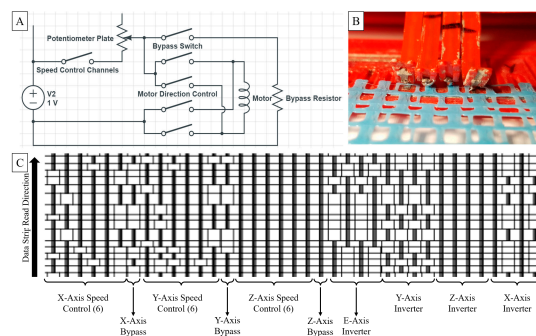 A
B
Potentiometer Plate
Bypass Switch
Speed Control Channels
Motor Direction Control
V2
1 V
Motor
Bypass Resistor
C
Data Strip Read Direction
X-Axis Speed
Control (6)
X-Axis
Bypass
Y-Axis Speed
Control (6)
Y-Axis
Bypass
Z-Axis Speed
Control (6)
Z-Axis
Bypass
E-Axis
Inverter
Y-Axis
Inverter
Z-Axis
Inverter
X-Axis
Inverter